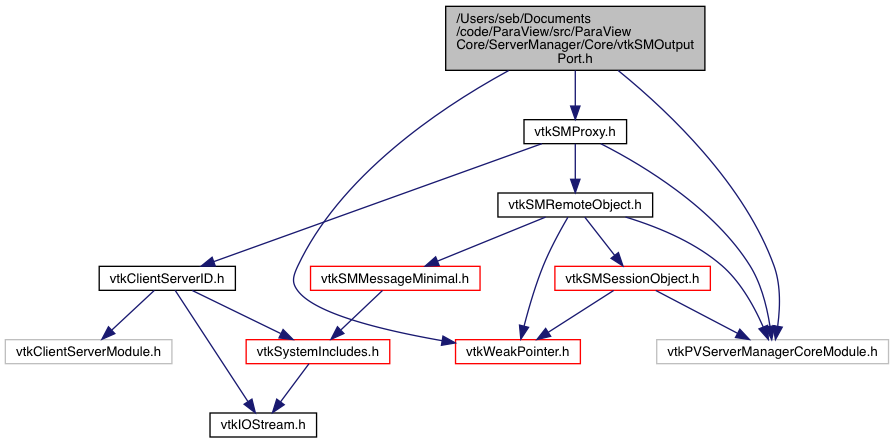 /Users/seb/Documents
/code/ParaView/src/ParaView
Core/ServerManager/Core/vtkSMOutput
Port.h
vtkSMProxy.h
vtkSMRemoteObject.h
vtkClientServerID.h
vtkSMMessageMinimal.h
vtkSMSessionObject.h
vtkClientServerModule.h
vtkSystemIncludes.h
vtkWeakPointer.h
vtkPVServerManagerCoreModule.h
vtkIOStream.h